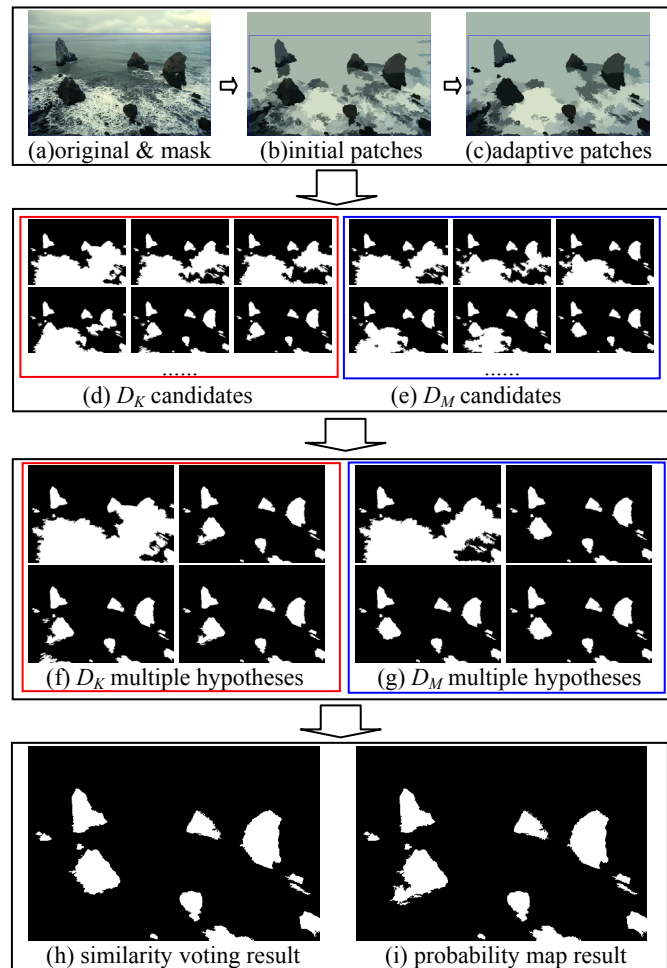 (a)original & mask
(b)initial patches
(c)adaptive patches
......
......
(d) D_K candidates
(e) D_M candidates
(f) D_K multiple hypotheses
(g) D_M multiple hypotheses
(h) similarity voting result
(i) probability map result